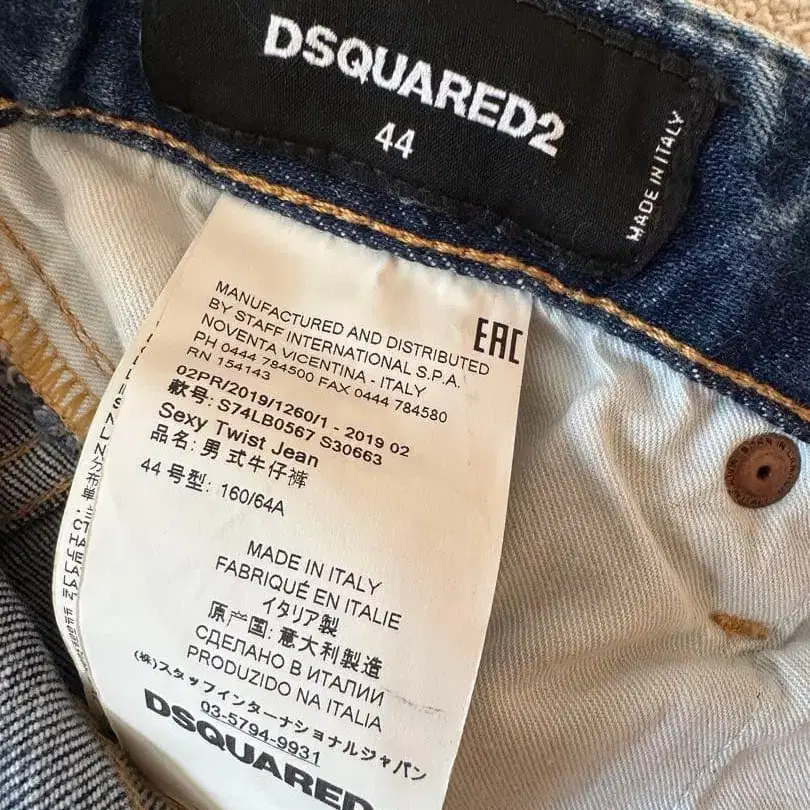 DSQUARED2
44
MADE IN ITALY
EAC
MANUFACTURED AND DISTRIBUTED
BY STAFF INTERNATIONAL S.P.A.
NOVENTA VICENTINA - ITALY
PH 0444 784500 FAX 0444 784580
RN 154143
02PR/2019/1260/1 - 2019 02
款号: S74LB0567 S30663
Sexy Twist Jean
品名: 男式牛仔裤
44 号型: 160/64A
MADE IN ITALY
FABRIQUÉ EN ITALIE
イタリア製
原产国: 意大利製造
СДЕЛАНО В ИТАЛИИ
PRODUZIDO NA ITALIA
(株)スタッフインターナショナルジャパン
03-5794-9931
DSQUARED